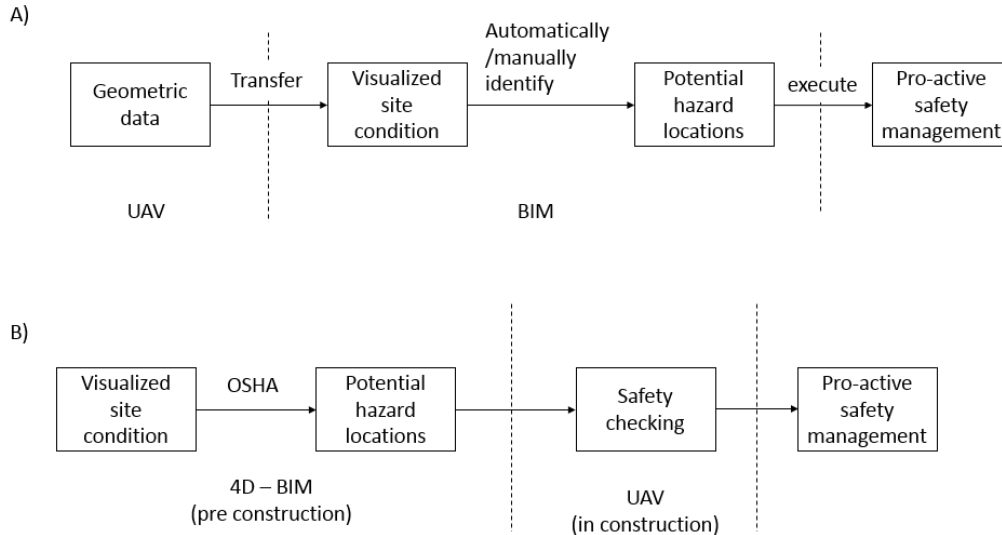 A)
Geometric
data
Transfer
Visualized
site
condition
Automatically
/manually
identify
Potential
hazard
locations
execute
Pro-active
safety
management
UAV
BIM
B)
Visualized
site
condition
OSHA
Potential
hazard
locations
Safety
checking
Pro-active
safety
management
4D – BIM
(pre construction)
UAV
(in construction)